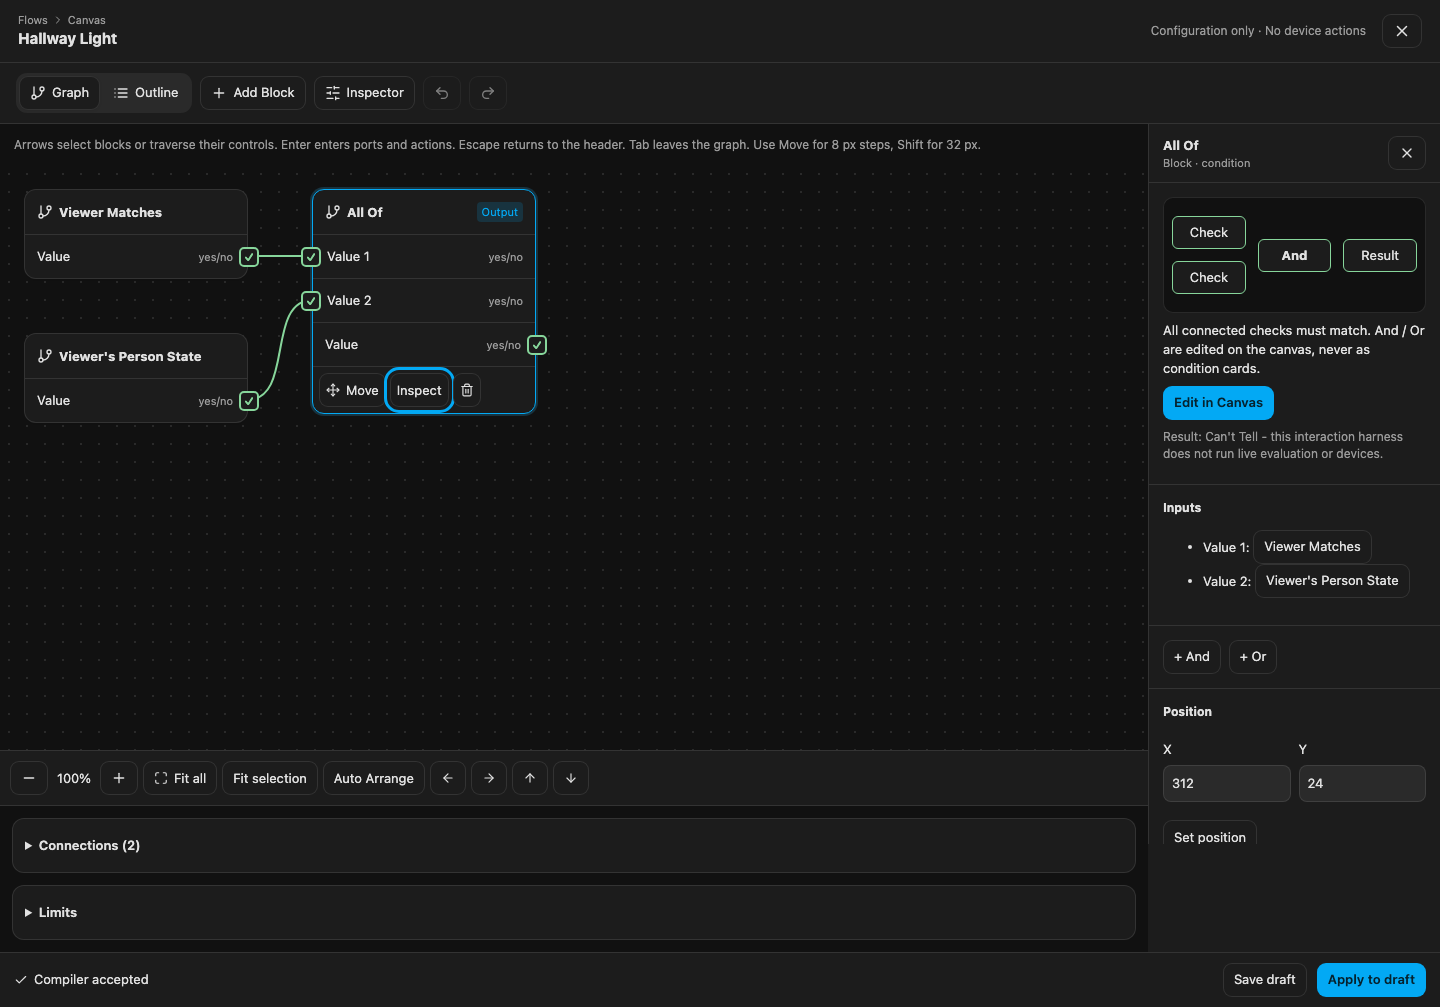 Flows > Canvas
Hallway Light
Configuration only · No device actions
Graph
Outline
Add Block
Inspector
Arrows select blocks or traverse their controls. Enter enters ports and actions. Escape returns to the header. Tab leaves the graph. Use Move for 8 px steps, Shift for 32 px.
Viewer Matches
Value yes/no
Viewer's Person State
Value yes/no
All Of Output
Value 1 yes/no
Value 2 yes/no
Value yes/no
Move Inspect
All Of
Block · condition
Check
Check
And
Result
All connected checks must match. And / Or
are edited on the canvas, never as
condition cards.
Edit in Canvas
Result: Can't Tell - this interaction harness
does not run live evaluation or devices.
Inputs
• Value 1: Viewer Matches
• Value 2: Viewer's Person State
+ And + Or
Position
X Y
312 24
Set position
100%
Fit all
Fit selection
Auto Arrange
Connections (2)
Limits
Compiler accepted
Save draft
Apply to draft